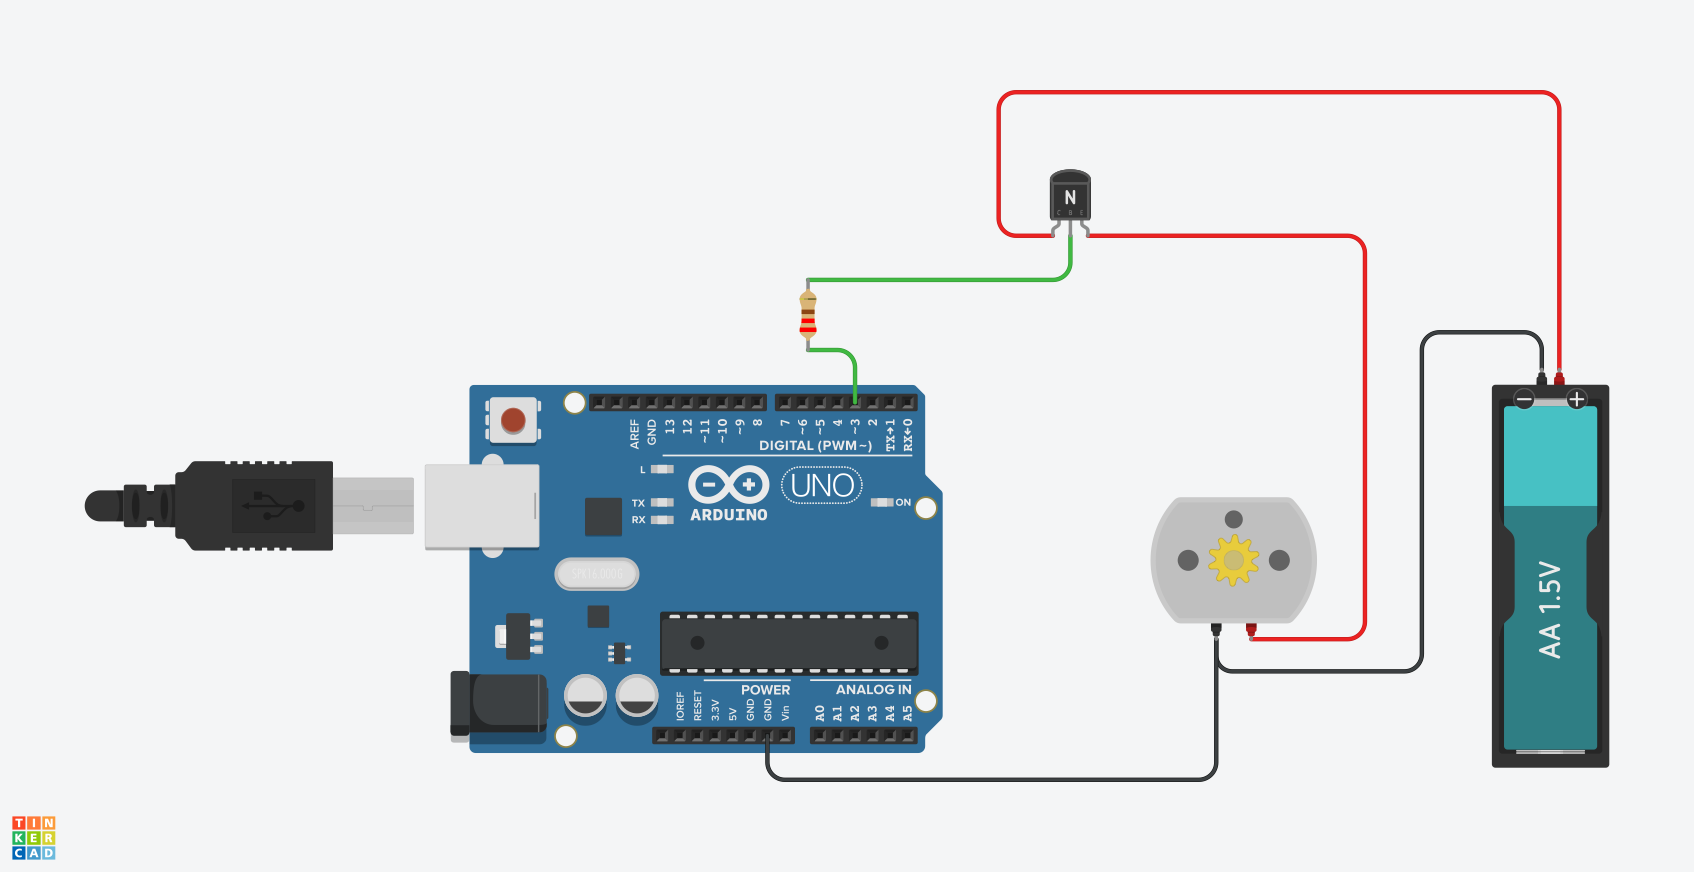 N
C B E
AREF
GND
13
12
~11
~10
~9
8
7
~6
~5
4
~3
2
TX→1
RX←0
DIGITAL (PWM~)
L
TX
RX
ARDUINO
UNO
ON
POWER
ANALOG IN
IOREF
RESET
3.3V
5V
GND
GND
Vin
A0
A1
A2
A3
A4
A5
AA 1.5V
TIN
KER
CAD